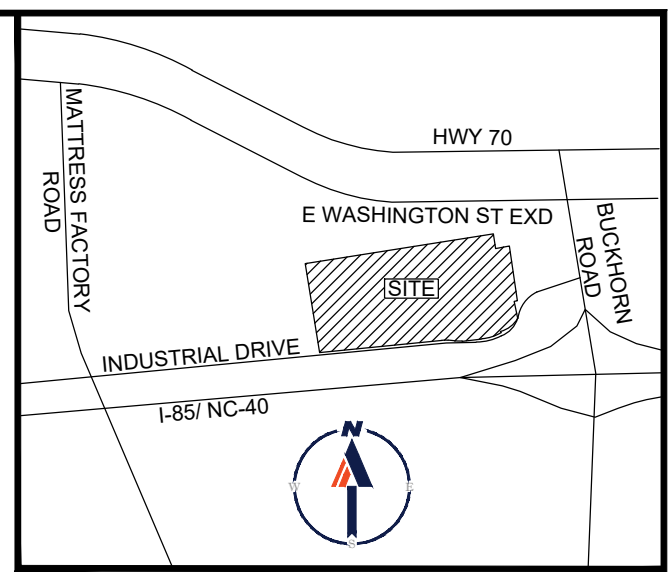 HWY 70
MATTRESS FACTORY
ROAD
E WASHINGTON ST EXD
BUCKHORN
ROAD
SITE
INDUSTRIAL DRIVE
I-85/ NC-40
N
W
E
S